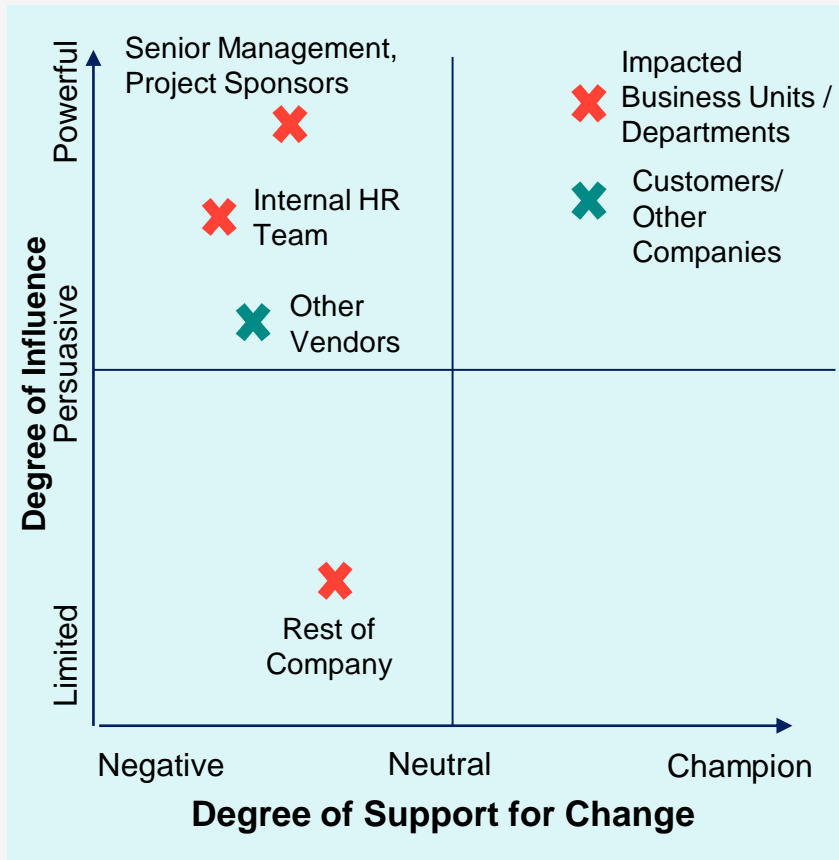 Senior Management,
Project Sponsors
Impacted
Business Units /
Departments
Internal HR
Team
Customers/
Other
Companies
Other
Vendors
Rest of
Company
Powerful
Persuasive
Limited
Degree of Influence
Negative
Neutral
Champion
Degree of Support for Change